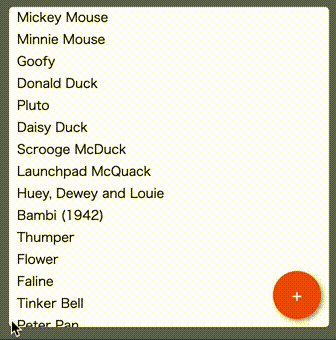 Mickey Mouse
Minnie Mouse
Goofy
Donald Duck
Pluto
Daisy Duck
Scrooge McDuck
Launchpad McQuack
Huey, Dewey and Louie
Bambi (1942)
Thumper
Flower
Faline
Tinker Bell
Peter Pan
+